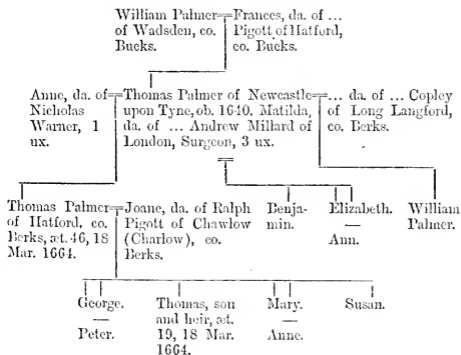 William Palmer=Frances, da. of ...
of Wadsden, co. Pigott of Hatford,
Bucks. co. Bucks.
Anne, da. of=Thomas Palmer of Newcastle=... da. of ... Copley
Nicholas upon Tyne, ob. 1640. Matilda, of Long Langford,
Warner, 1 da. of ... Andrew Millard of co. Berks.
ux. London, Surgeon, 3 ux.
Thomas Palmer=Joane, da. of Ralph Benja- Elizabeth. William
of Hatford, co. Pigott of Chawlow min. — Palmer.
Berks, æt. 46, 18 (Charlow), co. Ann.
Mar. 1664. Berks.
George. Thomas, son Mary. Susan.
— and heir, æt. —
Peter. 19, 18 Mar. Anne.
1664.